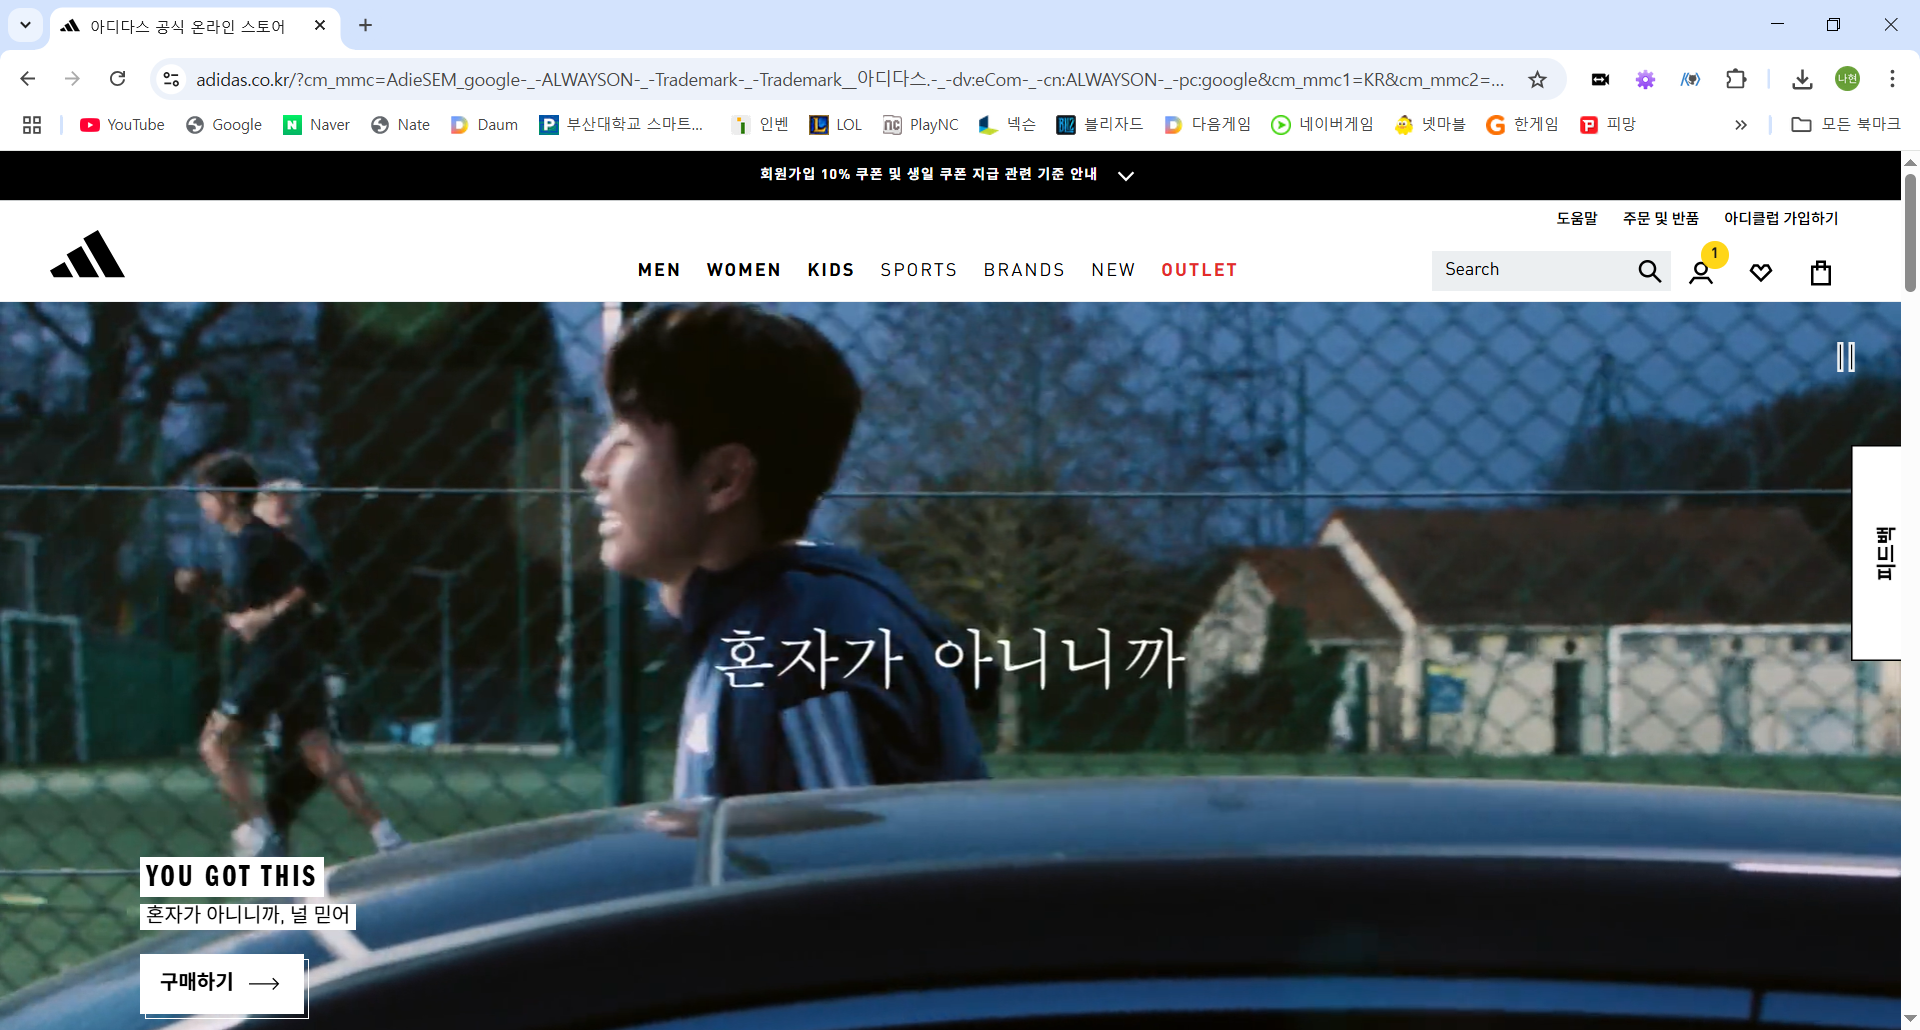 아디다스 공식 온라인 스토어
adidas.co.kr/?cm_mmc=AdieSEM_google-_-ALWAYSON-_-Trademark-_-Trademark__아디다스.-_-dv:eCom-_-cn:ALWAYSON-_-pc:google&cm_mmc1=KR&cm_mmc2=...
나현
YouTube Google Naver Nate Daum 부산대학교 스마트... 인벤 LOL PlayNC 넥슨 블리자드 다음게임 네이버게임 넷마블 한게임 피망 » 모든 북마크
회원가입 10% 쿠폰 및 생일 쿠폰 지급 관련 기준 안내
도움말 주문 및 반품 아디클럽 가입하기
MEN WOMEN KIDS SPORTS BRANDS NEW OUTLET Search 1
피드백
혼자가 아니니까
YOU GOT THIS
혼자가 아니니까, 널 믿어
구매하기